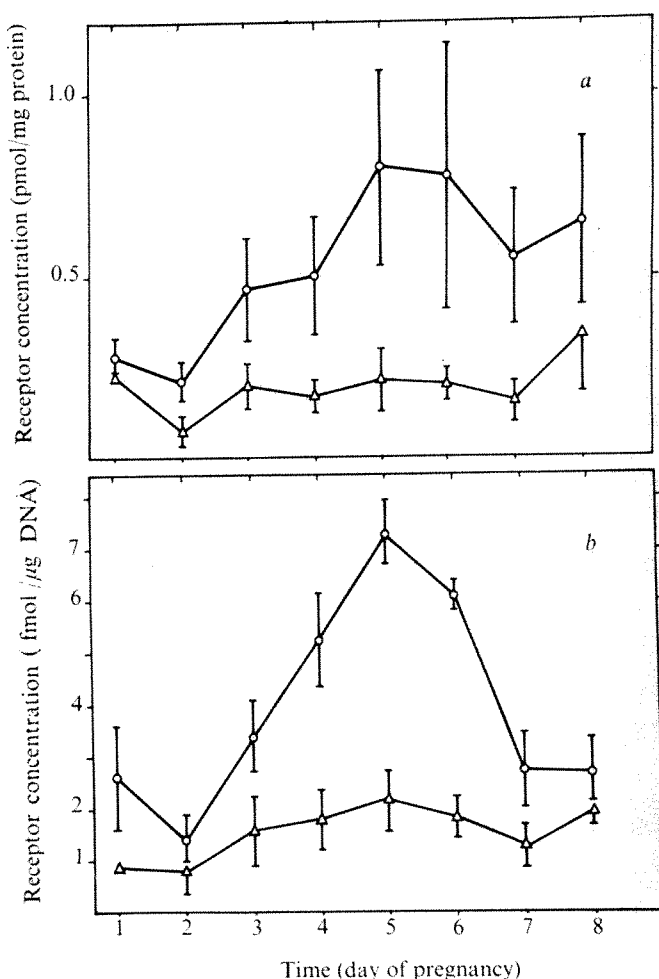 Receptor concentration (pmol/mg protein)
1.0
0.5
a
Receptor concentration ( fmol /µg DNA)
7
6
4
2
1
b
1 2 3 4 5 6 7 8
Time (day of pregnancy)